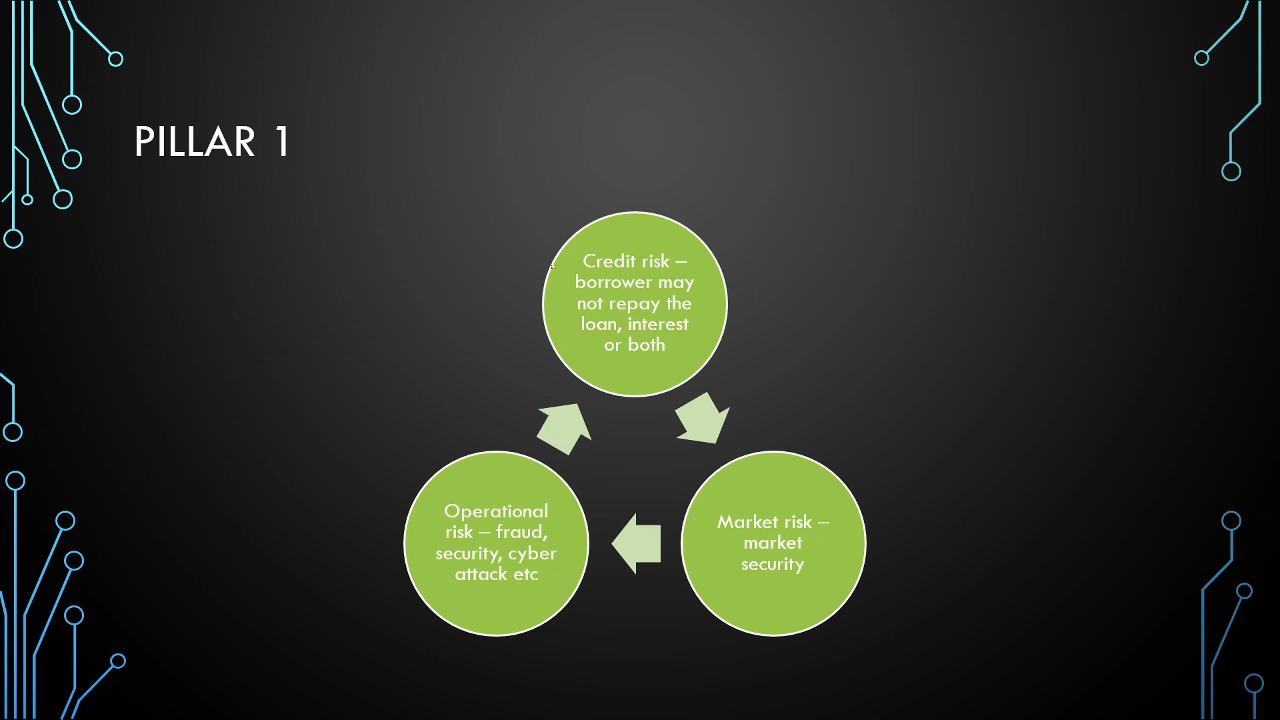 PILLAR 1
Credit risk –
borrower may
not repay the
loan, interest
or both
Operational
risk – fraud,
security, cyber
attack etc
Market risk –
market
security